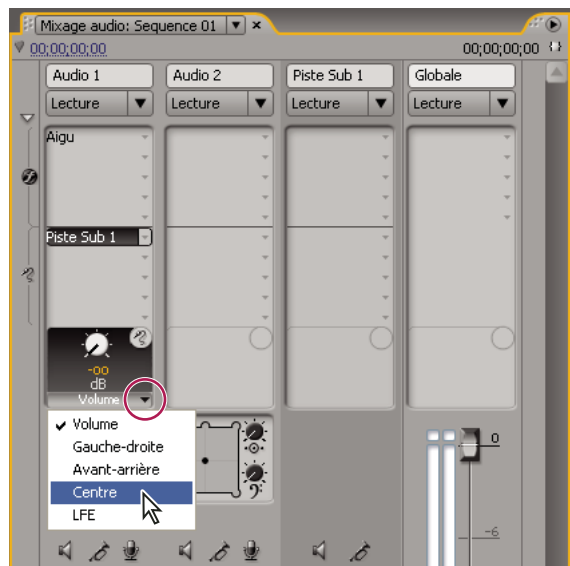 Mixage audio: Sequence 01
00;00;00;00
00;00;00;00
Audio 1
Audio 2
Piste Sub 1
Globale
Lecture
Lecture
Lecture
Lecture
Aigu
Piste Sub 1
-oo
dB
Volume
Volume
Gauche-droite
Avant-arrière
Centre
LFE
0
-6